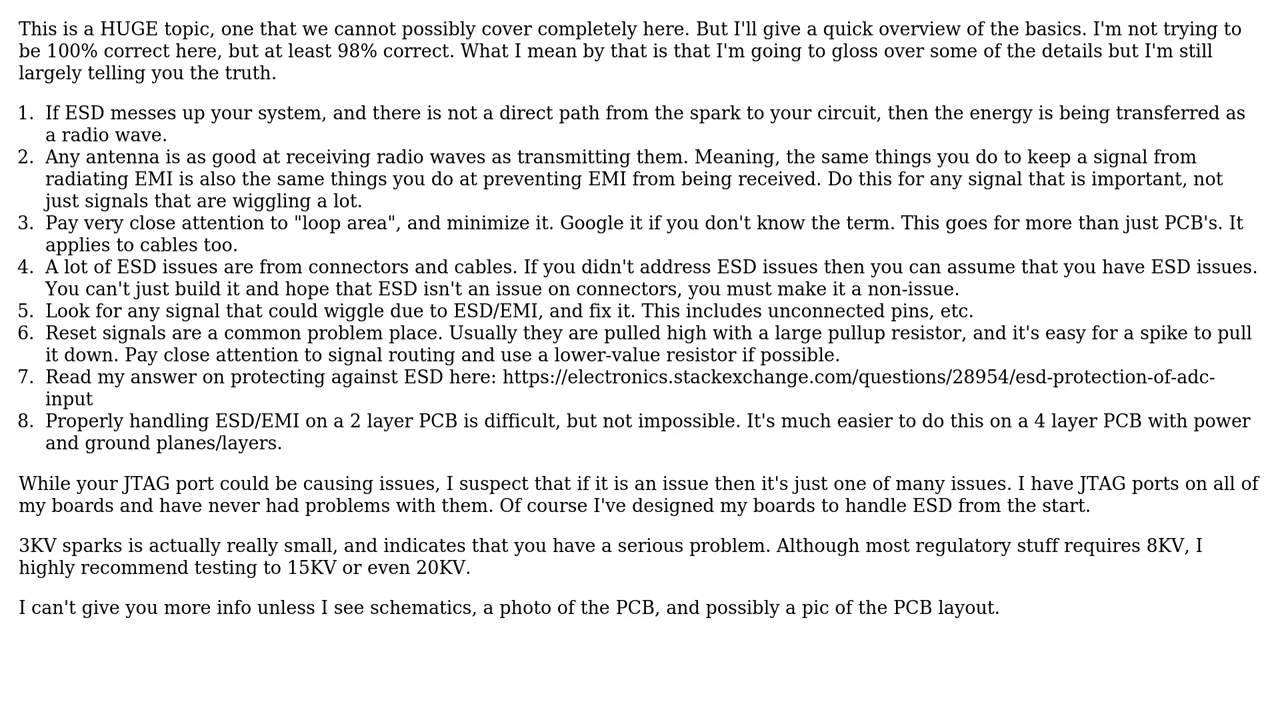 This is a HUGE topic, one that we cannot possibly cover completely here. But I'll give a quick overview of the basics. I'm not trying to
be 100% correct here, but at least 98% correct. What I mean by that is that I'm going to gloss over some of the details but I'm still
largely telling you the truth.
1. If ESD messes up your system, and there is not a direct path from the spark to your circuit, then the energy is being transferred as
a radio wave.
2. Any antenna is as good at receiving radio waves as transmitting them. Meaning, the same things you do to keep a signal from
radiating EMI is also the same things you do at preventing EMI from being received. Do this for any signal that is important, not
just signals that are wiggling a lot.
3. Pay very close attention to "loop area", and minimize it. Google it if you don't know the term. This goes for more than just PCB's. It
applies to cables too.
4. A lot of ESD issues are from connectors and cables. If you didn't address ESD issues then you can assume that you have ESD issues.
You can't just build it and hope that ESD isn't an issue on connectors, you must make it a non-issue.
5. Look for any signal that could wiggle due to ESD/EMI, and fix it. This includes unconnected pins, etc.
6. Reset signals are a common problem place. Usually they are pulled high with a large pullup resistor, and it's easy for a spike to pull
it down. Pay close attention to signal routing and use a lower-value resistor if possible.
7. Read my answer on protecting against ESD here: https://electronics.stackexchange.com/questions/28954/esd-protection-of-adc-
input
8. Properly handling ESD/EMI on a 2 layer PCB is difficult, but not impossible. It's much easier to do this on a 4 layer PCB with power
and ground planes/layers.
While your JTAG port could be causing issues, I suspect that if it is an issue then it's just one of many issues. I have JTAG ports on all of
my boards and have never had problems with them. Of course I've designed my boards to handle ESD from the start.
3KV sparks is actually really small, and indicates that you have a serious problem. Although most regulatory stuff requires 8KV, I
highly recommend testing to 15KV or even 20KV.
I can't give you more info unless I see schematics, a photo of the PCB, and possibly a pic of the PCB layout.